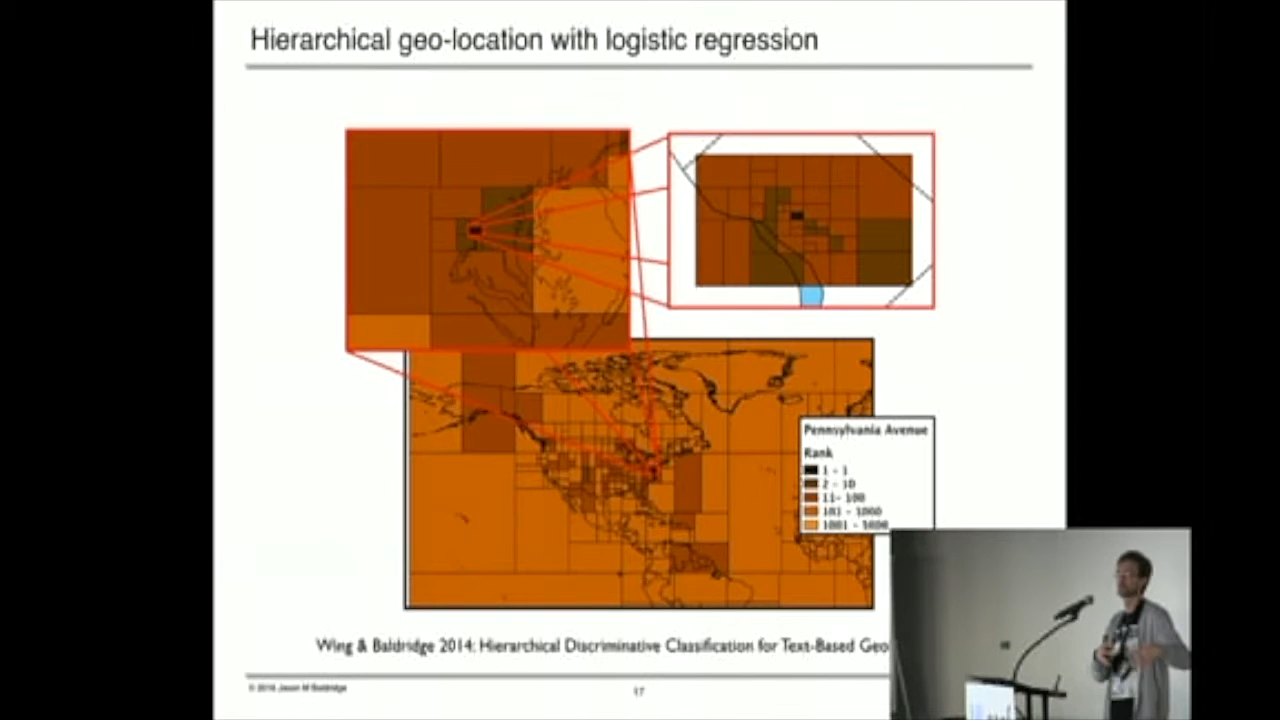 Hierarchical geo-location with logistic regression
Pennsylvania Avenue
Rank
1 - 1
2 - 10
11- 100
101 - 1000
1001 - 5000
Wing & Baldridge 2014: Hierarchical Discriminative Classification for Text-Based Geo
© 2016 Jason M Baldridge
17